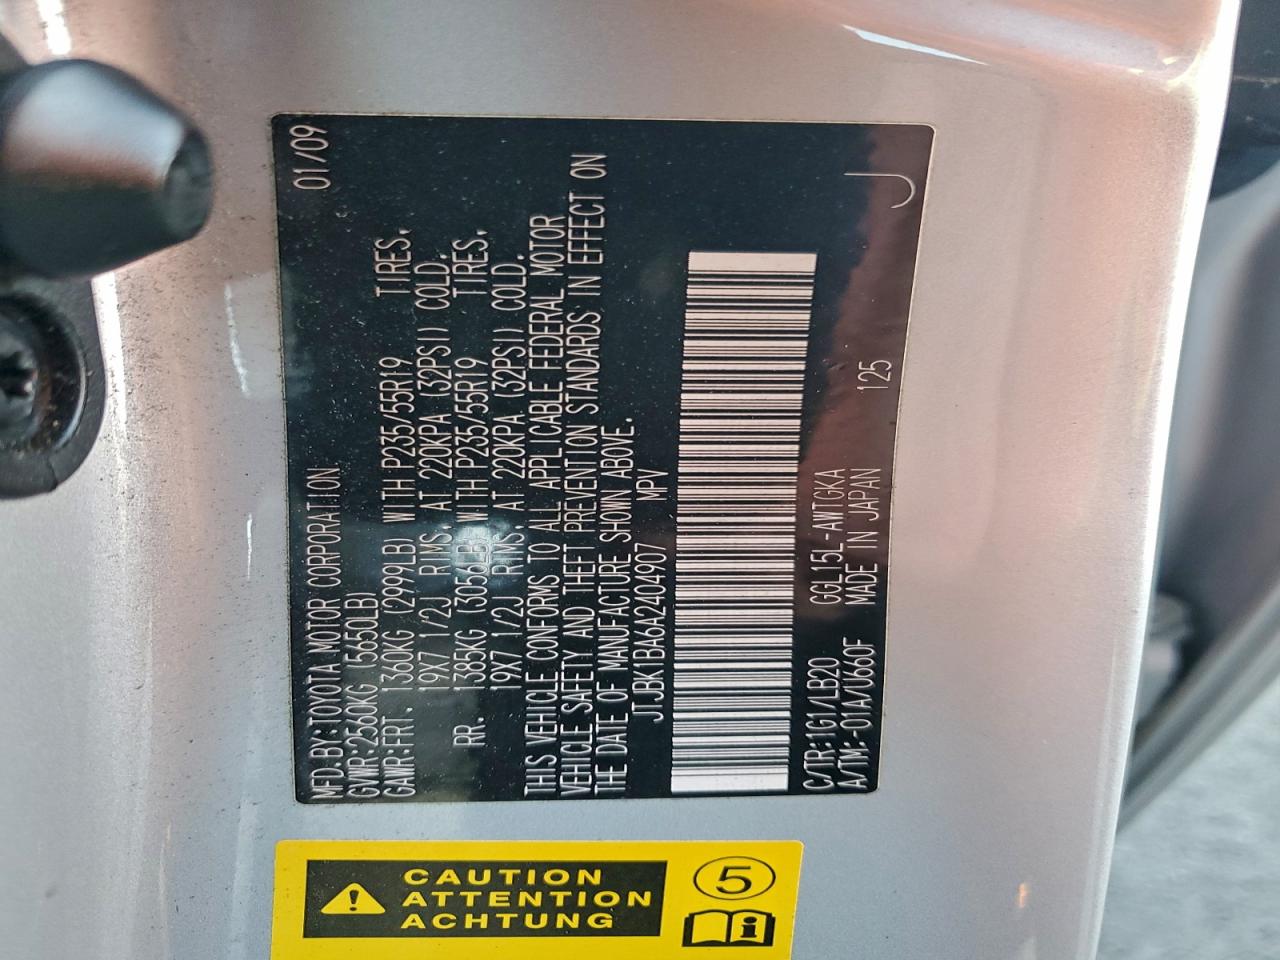 MFD.BY:TOYOTA MOTOR CORPORATION 01/09
GVWR:2560KG (5650LB)
GAWR:FRT. 1360KG (2999LB) WITH P235/55R19 TIRES,
19X7 1/2J RIMS, AT 220KPA (32PSI) COLD.
RR. 1385KG (3056LB) WITH P235/55R19 TIRES,
19X7 1/2J RIMS, AT 220KPA (32PSI) COLD.
THIS VEHICLE CONFORMS TO ALL APPLICABLE FEDERAL MOTOR
VEHICLE SAFETY AND THEFT PREVENTION STANDARDS IN EFFECT ON
THE DATE OF MANUFACTURE SHOWN ABOVE.
JTJBK1BA6A2404907 MPV
C/TR:1G1/LB20 GGL15L-AWTGKA
A/TM:-01A/U660F MADE IN JAPAN 125
J
CAUTION
ATTENTION
ACHTUNG
5